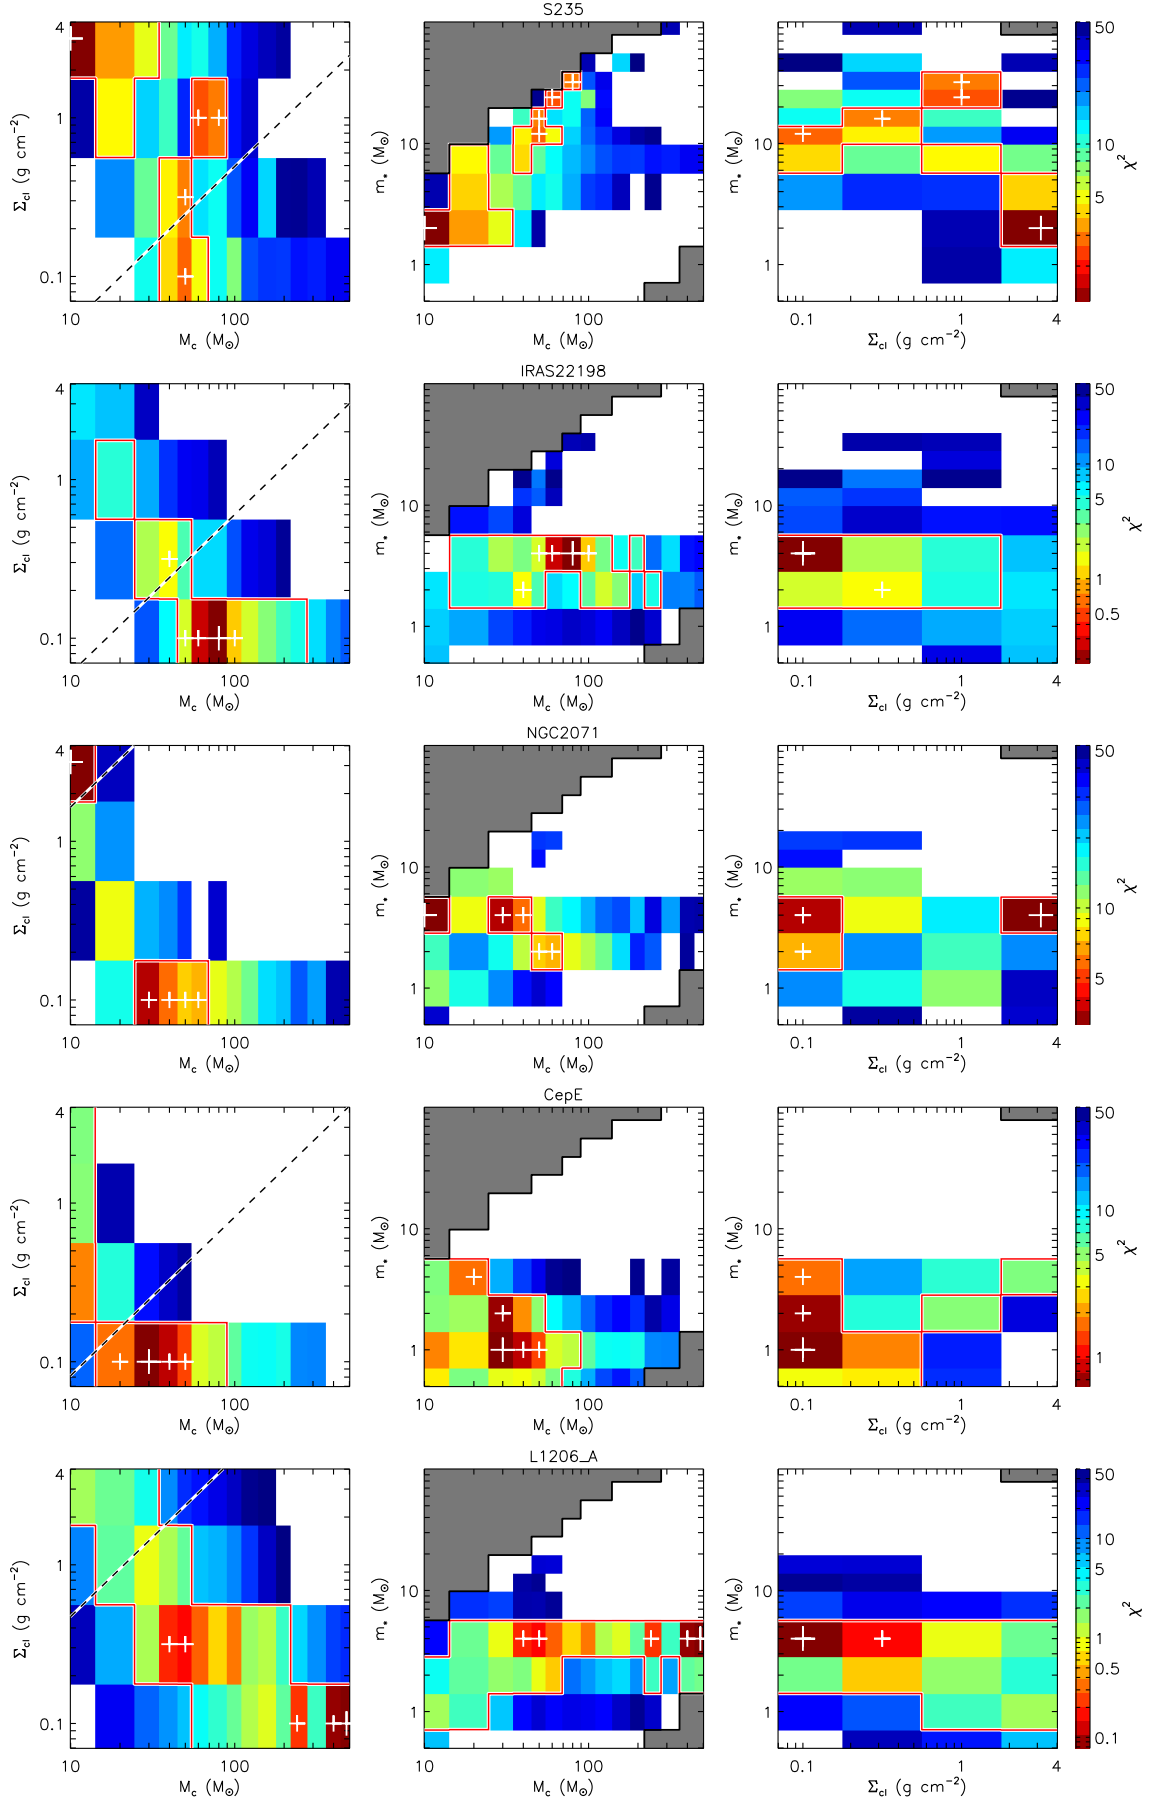 S235
4
1
0.1
10
100
Σcl (g cm⁻²)
Mc (M⊙)
10
1
10
100
m* (M⊙)
Mc (M⊙)
10
1
0.1
1
4
m* (M⊙)
Σcl (g cm⁻²)
50
10
5
χ²
IRAS22198
4
1
0.1
10
100
Σcl (g cm⁻²)
Mc (M⊙)
10
1
10
100
m* (M⊙)
Mc (M⊙)
10
1
0.1
1
4
m* (M⊙)
Σcl (g cm⁻²)
50
10
5
1
0.5
χ²
NGC2071
4
1
0.1
10
100
Σcl (g cm⁻²)
Mc (M⊙)
10
1
10
100
m* (M⊙)
Mc (M⊙)
10
1
0.1
1
4
m* (M⊙)
Σcl (g cm⁻²)
50
10
5
χ²
CepE
4
1
0.1
10
100
Σcl (g cm⁻²)
Mc (M⊙)
10
1
10
100
m* (M⊙)
Mc (M⊙)
10
1
0.1
1
4
m* (M⊙)
Σcl (g cm⁻²)
50
10
5
1
χ²
L1206_A
4
1
0.1
10
100
Σcl (g cm⁻²)
Mc (M⊙)
10
1
10
100
m* (M⊙)
Mc (M⊙)
10
1
0.1
1
4
m* (M⊙)
Σcl (g cm⁻²)
50
10
5
1
0.5
0.1
χ²